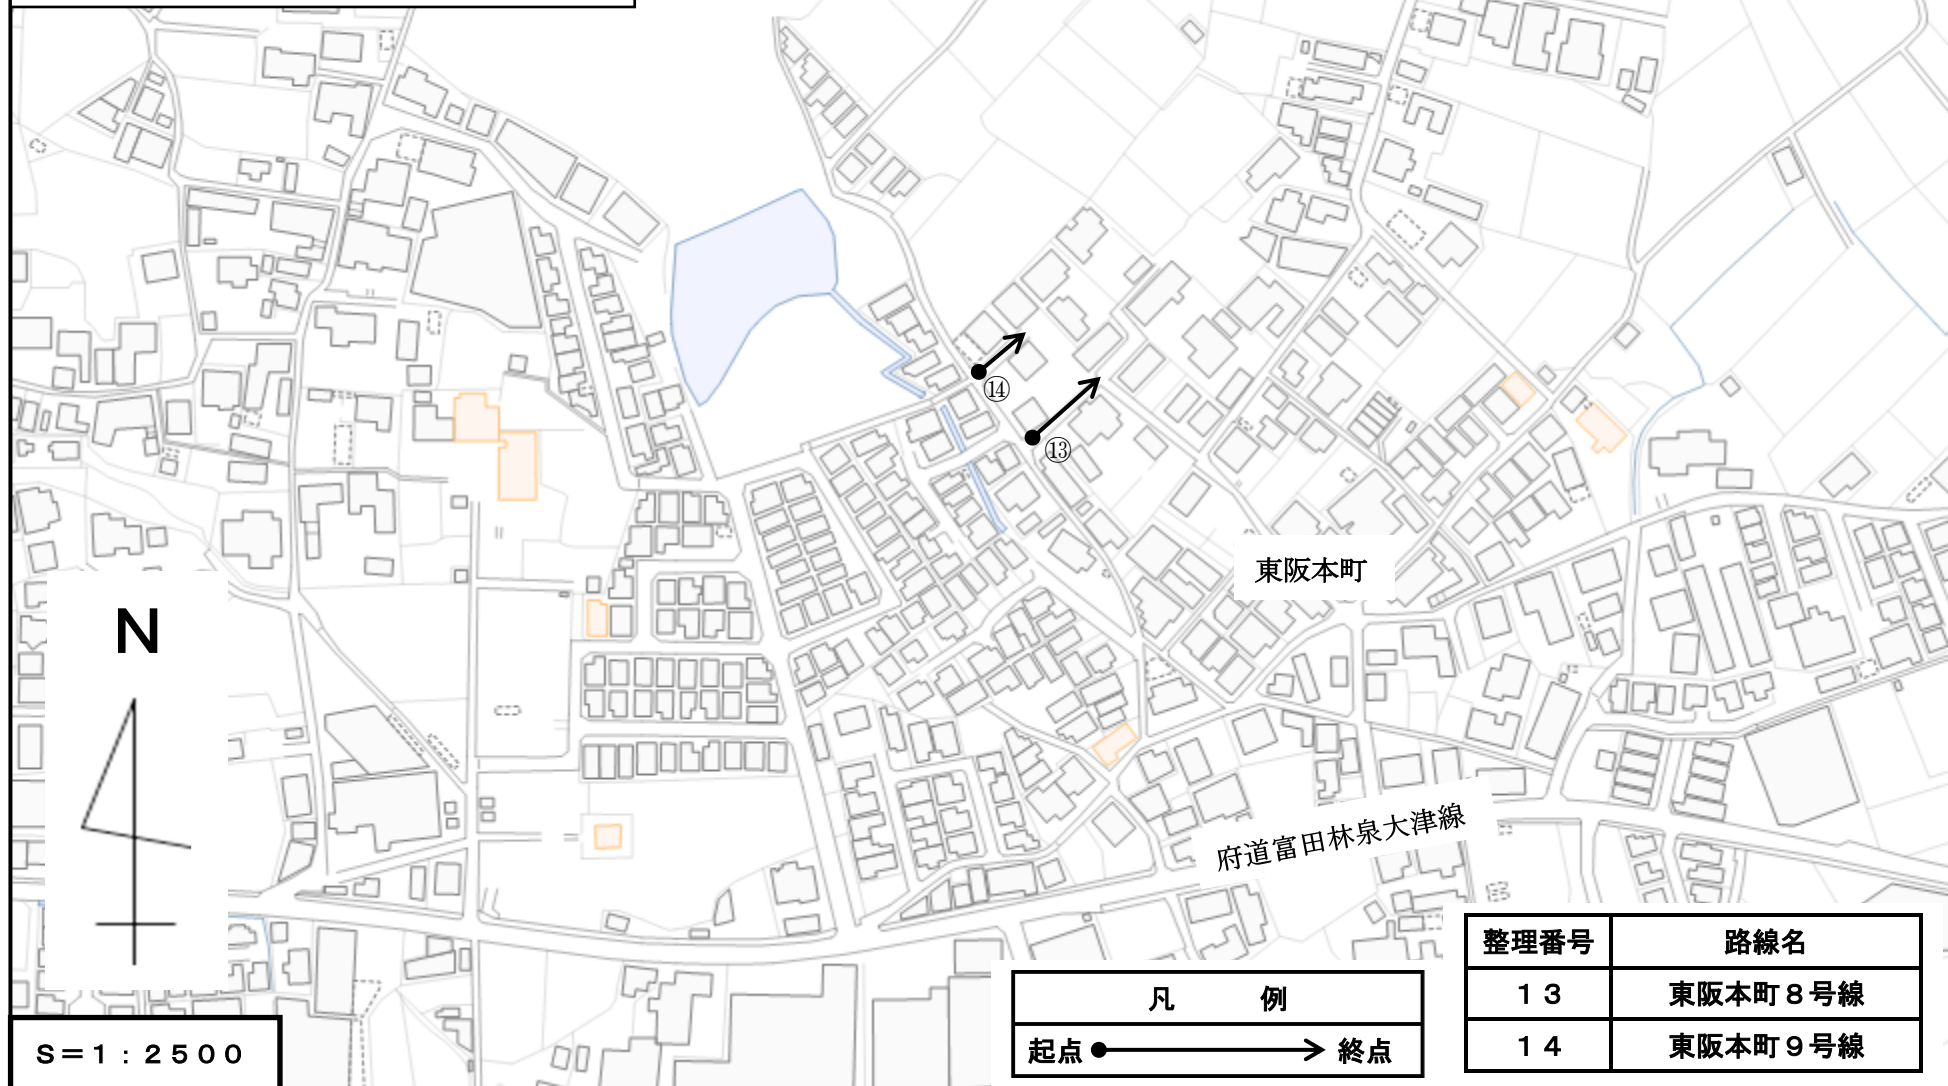 ⑭
⑬
東阪本町
N
府道富田林泉大津線
整理番号 路線名
13 東阪本町8号線
14 東阪本町9号線
凡 例
起点 終点
S=1:2500